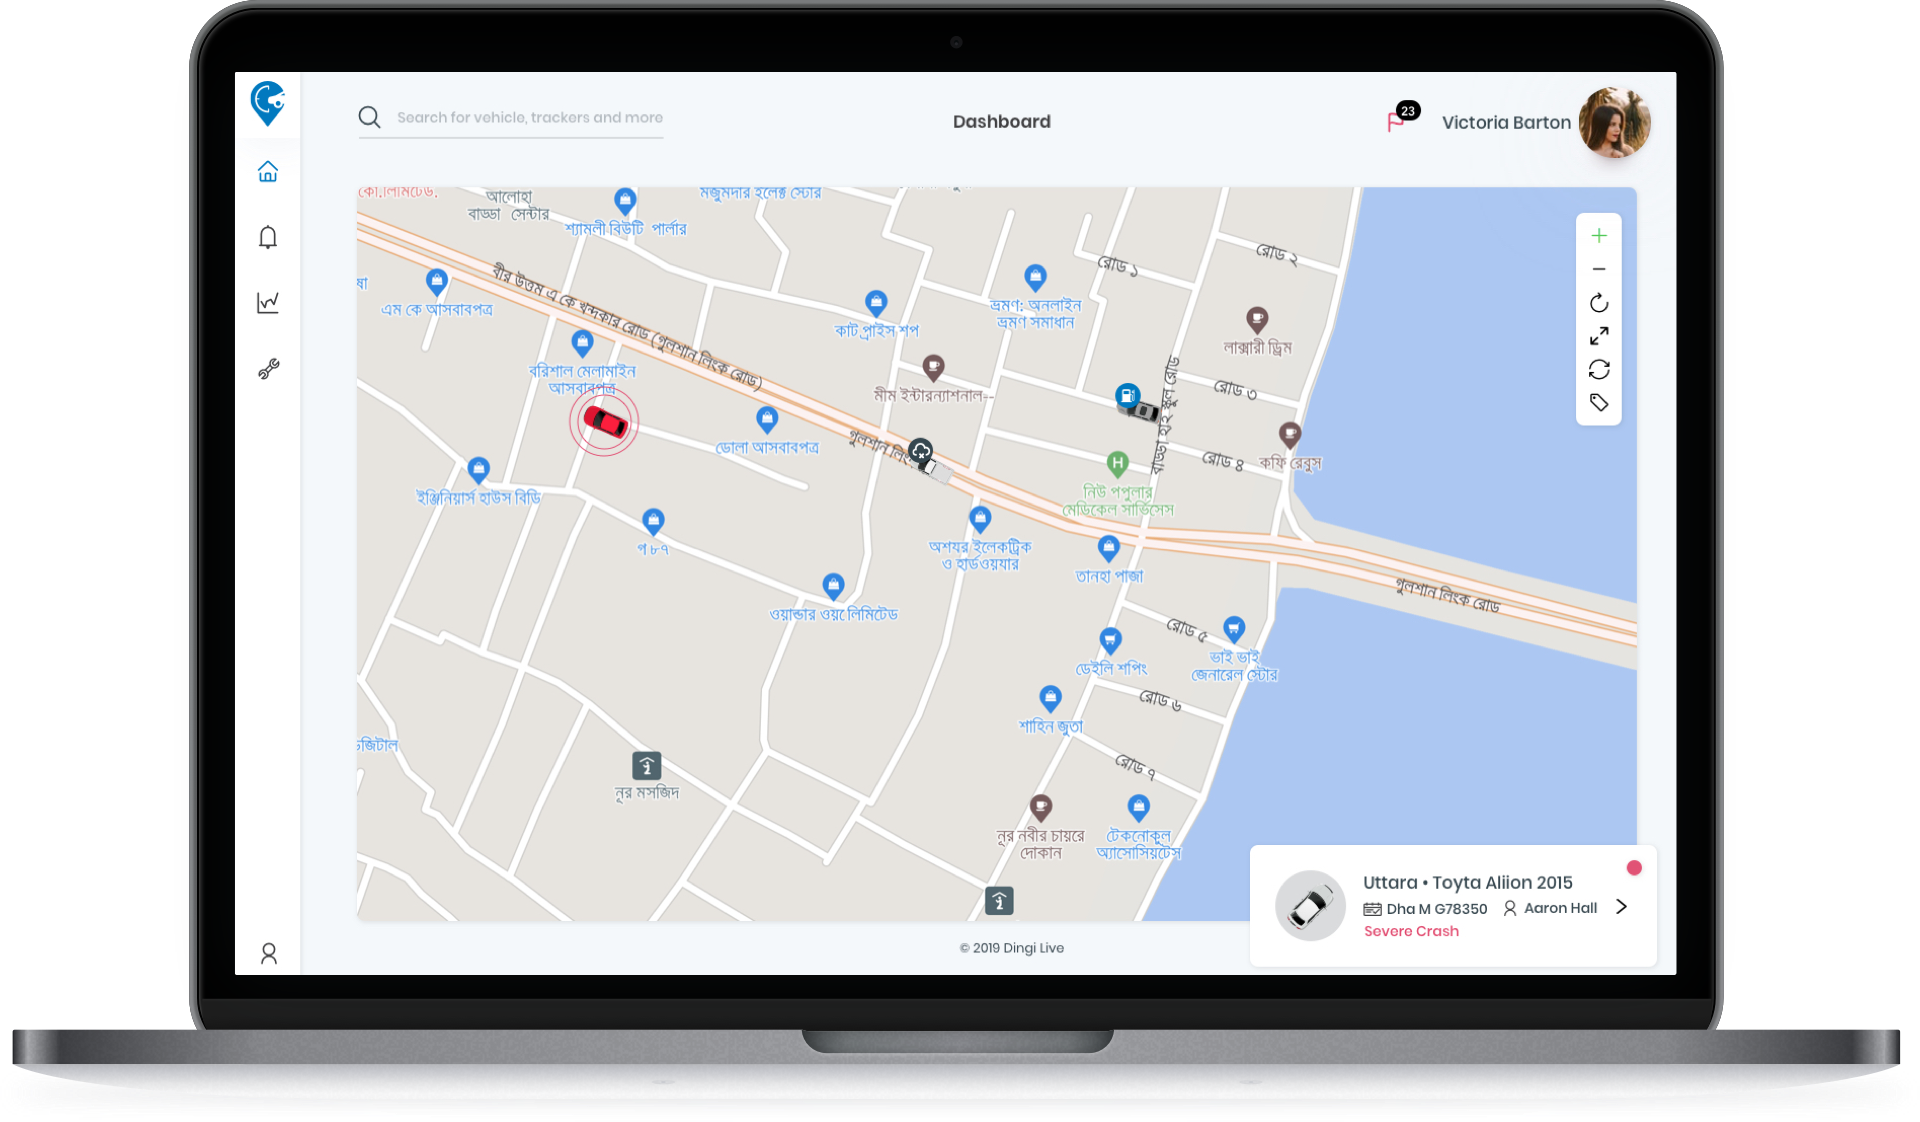 Search for vehicle, trackers and more
Dashboard
23
Victoria Barton
কো.লিমিটেড.
আলোহা
বাড্ডা সেন্টার
শ্যামলী বিউটি পার্লার
মজুমদার ইলেক্ট স্টোর
রোড ১
রোড ২
এম কে আসবাবপত্র
বীর উত্তম এ কে খন্দকার রোড (গুলশান লিংক রোড)
কাট প্রাইস শপ
ভ্রমণ: অনলাইন
ভ্রমণ সমাধান
লাক্সারী ড্রিম
বরিশাল মেলামাইন
আসবাবপত্র
মীম ইন্টারন্যাশনাল--
বাড্ডা হাই স্কুল রোড
রোড ৩
ডোলা আসবাবপত্র
গুলশান লিংক
রোড ৪
কফি রেবুস
ইঞ্জিনিয়ার্স হাউস বিডি
H
নিউ পপুলার
মেডিকেল সার্ভিসেস
প ৮৭
অশযর ইলেকট্রিক
ও হার্ডওয়্যার
তানহা পাজা
গুলশান লিংক রোড
ওয়ান্ডার ওয়লিমিটেড
রোড ৫
ডেইলি শপিং
ভাই ভাই
জেনারেল স্টোর
রোড ৬
শাহিন জুতা
ডজিটাল
রোড ৭
নূর মসজিদ
নূর নবীর চায়রে
দোকান
টেকনোকুল
অ্যাসোসিয়টেস
Uttara • Toyta Aliion 2015
Dha M G78350
Aaron Hall
Severe Crash
© 2019 Dingi Live